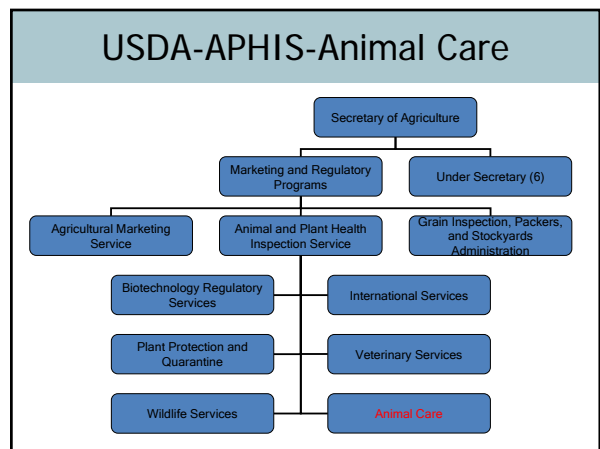 USDA-APHIS-Animal Care
Secretary of Agriculture
Marketing and Regulatory
Programs
Under Secretary (6)
Agricultural Marketing
Service
Animal and Plant Health
Inspection Service
Grain Inspection, Packers,
and Stockyards
Administration
Biotechnology Regulatory
Services
International Services
Plant Protection and
Quarantine
Veterinary Services
Wildlife Services
Animal Care